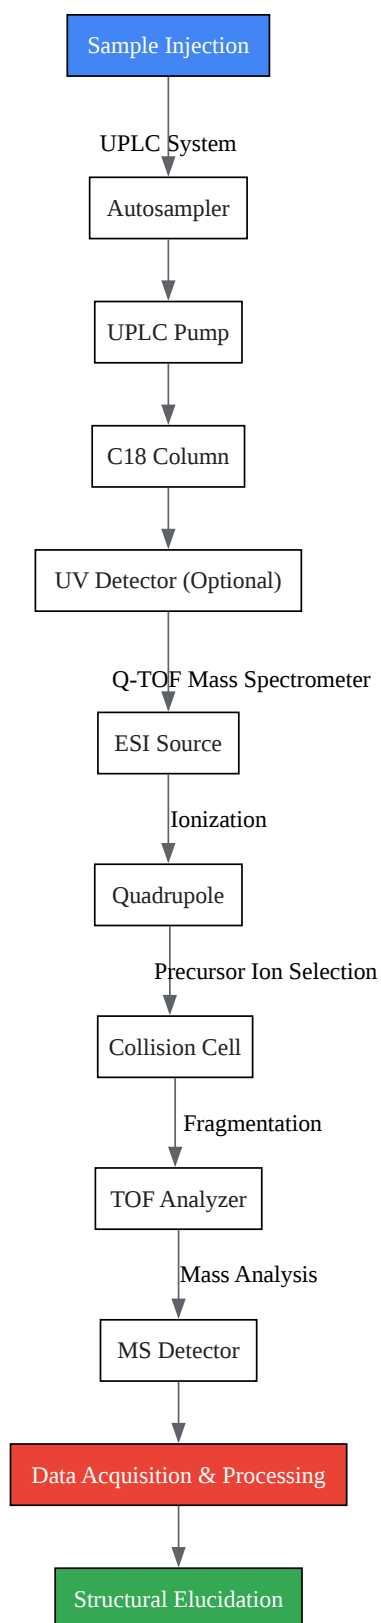 Sample Injection
UPLC System
Autosampler
UPLC Pump
C18 Column
UV Detector (Optional)
Q-TOF Mass Spectrometer
ESI Source
Ionization
Quadrupole
Precursor Ion Selection
Collision Cell
Fragmentation
TOF Analyzer
Mass Analysis
MS Detector
Data Acquisition & Processing
Structural Elucidation